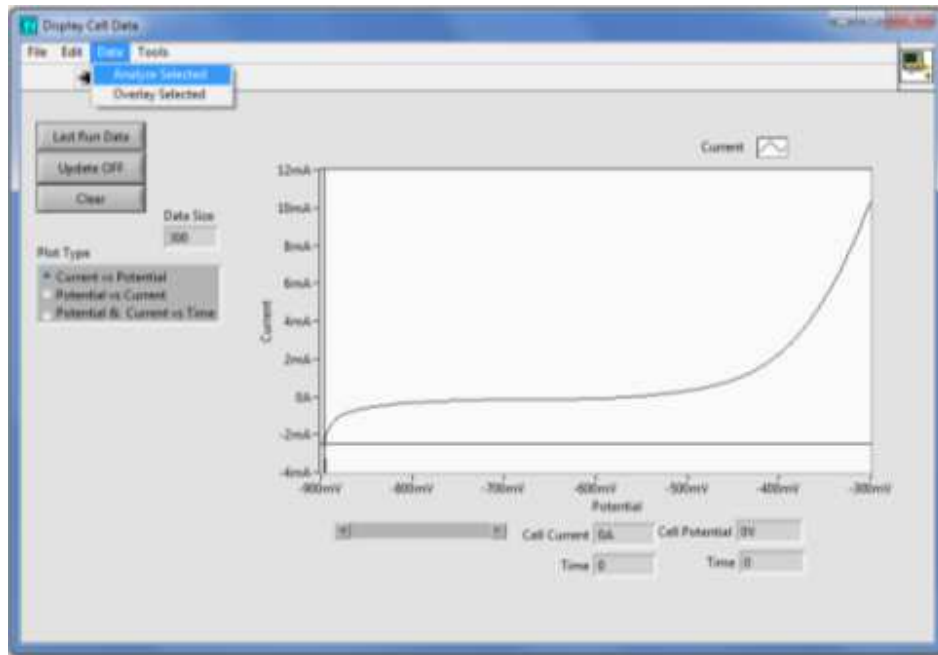 Display Cell Data
File Edit Data Tools
Analyze Selected
Overlay Selected
Last Run Data
Update OFF
Clear
Data Size
300
Plot Type
Current vs Potential
Potential vs Current
Potential & Current vs Time
Current
12mA
10mA
8mA
6mA
4mA
2mA
0A
-2mA
-4mA
Current
-900mV -800mV -700mV -600mV -500mV -400mV -300mV
Potential
Cell Current 0A Cell Potential 0V
Time 0 Time 0